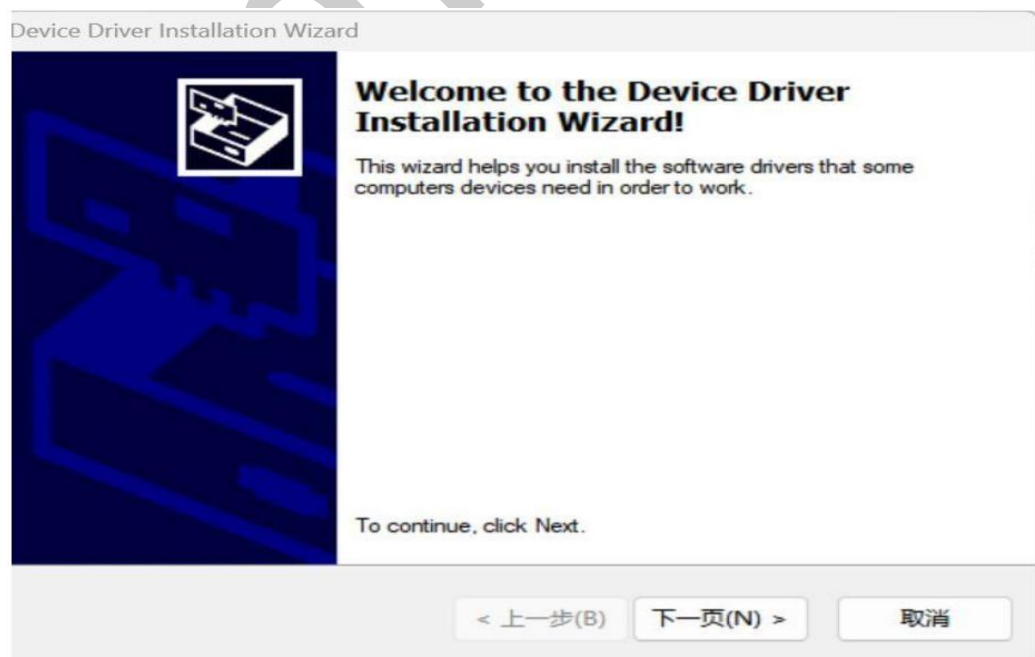 Device Driver Installation Wizard
Welcome to the Device Driver
Installation Wizard!
This wizard helps you install the software drivers that some
computers devices need in order to work.
To continue, click Next.
< 上一步(B)
下一页(N) >
取消